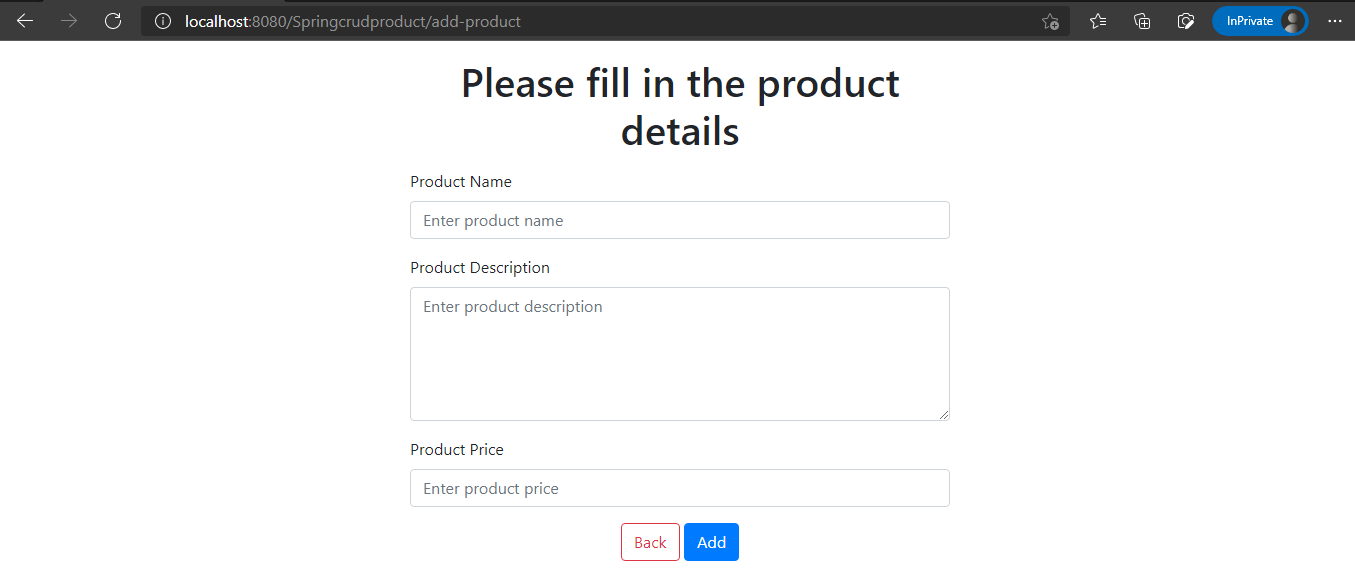 localhost:8080/Springcrudproduct/add-product
InPrivate
Please fill in the product
details
Product Name
Enter product name
Product Description
Enter product description
Product Price
Enter product price
Back Add